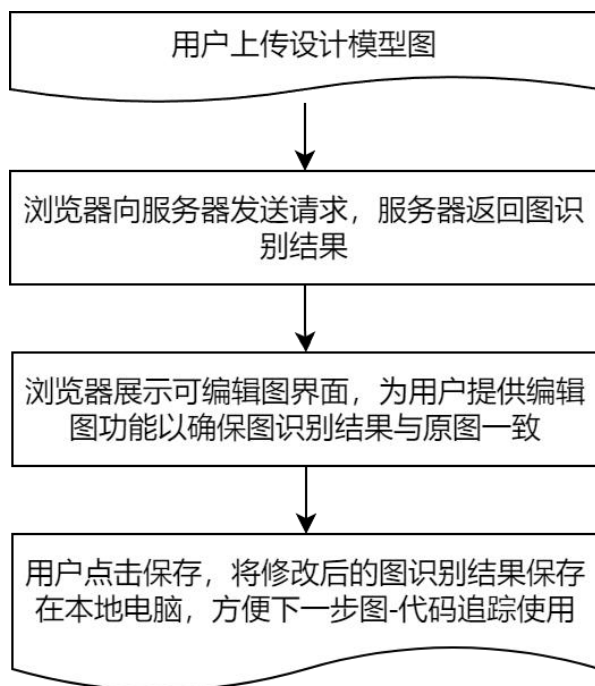 用户上传设计模型图
浏览器向服务器发送请求，服务器返回图识
别结果
浏览器展示可编辑图界面，为用户提供编辑
图功能以确保图识别结果与原图一致
用户点击保存，将修改后的图识别结果保存
在本地电脑，方便下一步图-代码追踪使用